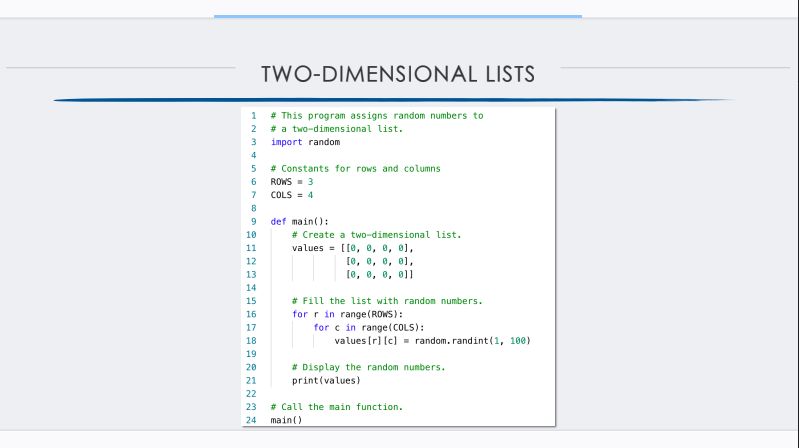 TWO-DIMENSIONAL LISTS
1 # This program assigns random numbers to
2 # a two-dimensional list.
3 import random
4
5 # Constants for rows and columns
6 ROWS = 3
7 COLS = 4
8
9 def main():
10     # Create a two-dimensional list.
11     values = [[0, 0, 0, 0],
12               [0, 0, 0, 0],
13               [0, 0, 0, 0]]
14
15     # Fill the list with random numbers.
16     for r in range(ROWS):
17         for c in range(COLS):
18             values[r][c] = random.randint(1, 100)
19
20     # Display the random numbers.
21     print(values)
22
23 # Call the main function.
24 main()